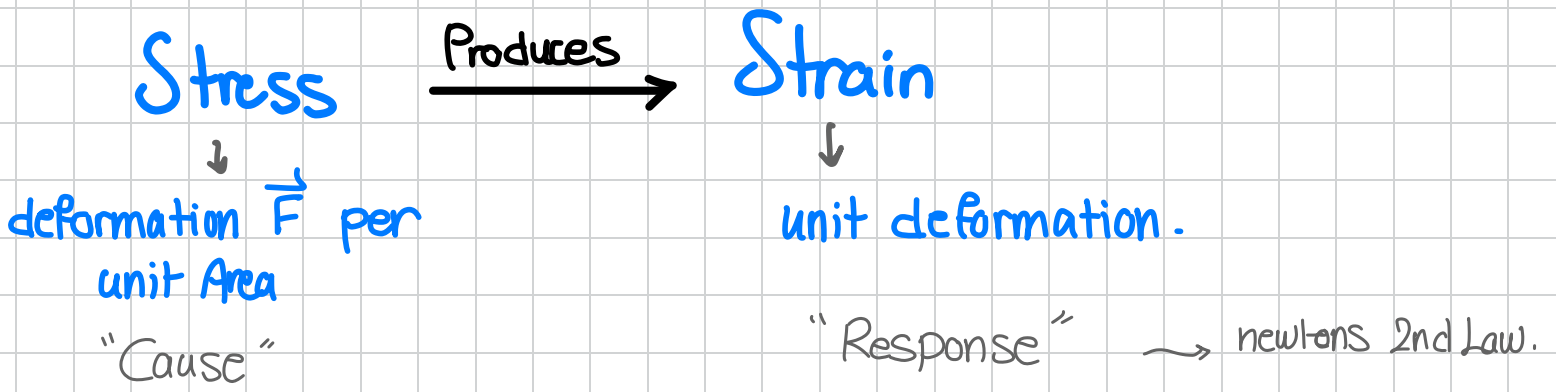 Stress Produces Strain
deformation F per
unit Area
unit deformation.
"Cause"
"Response" newtons 2nd Law.